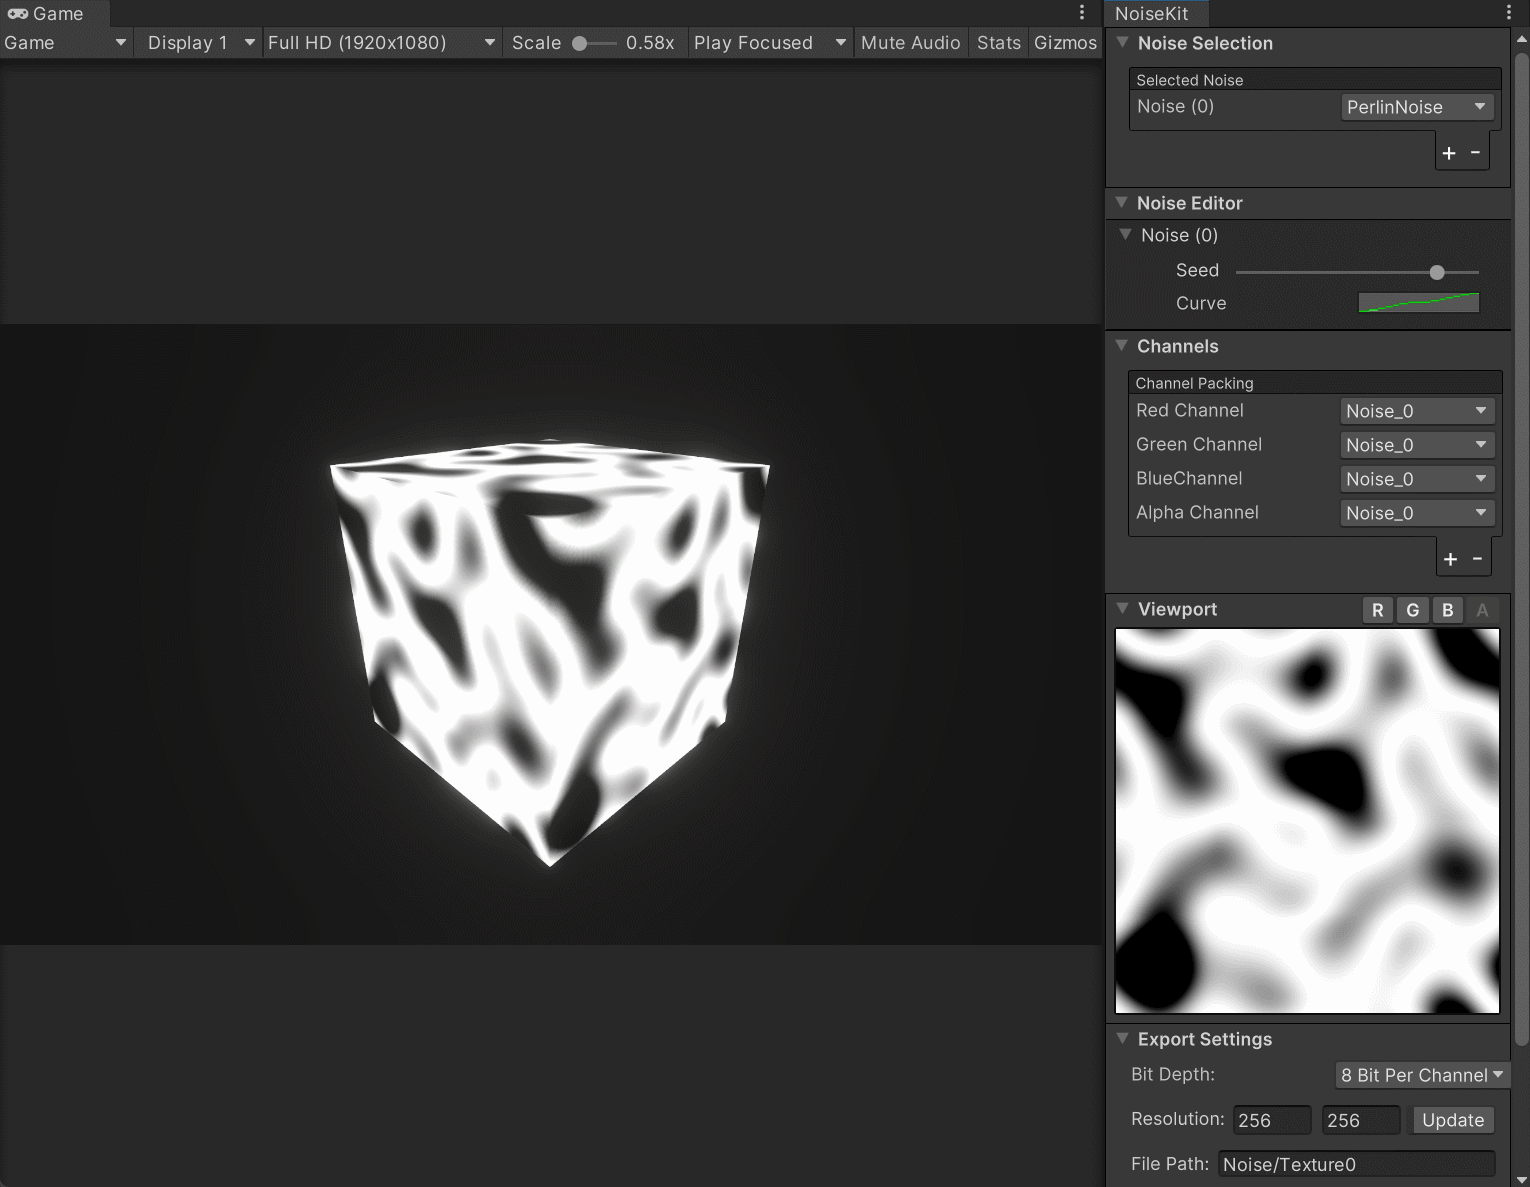 Game
Game Display 1 Full HD (1920x1080) Scale 0.58x Play Focused Mute Audio Stats Gizmos
NoiseKit
Noise Selection
Selected Noise
Noise (0) PerlinNoise
+ -
Noise Editor
Noise (0)
Seed
Curve
Channels
Channel Packing
Red Channel Noise_0
Green Channel Noise_0
BlueChannel Noise_0
Alpha Channel Noise_0
+ -
Viewport R G B A
Export Settings
Bit Depth: 8 Bit Per Channel
Resolution: 256 256 Update
File Path: Noise/Texture0